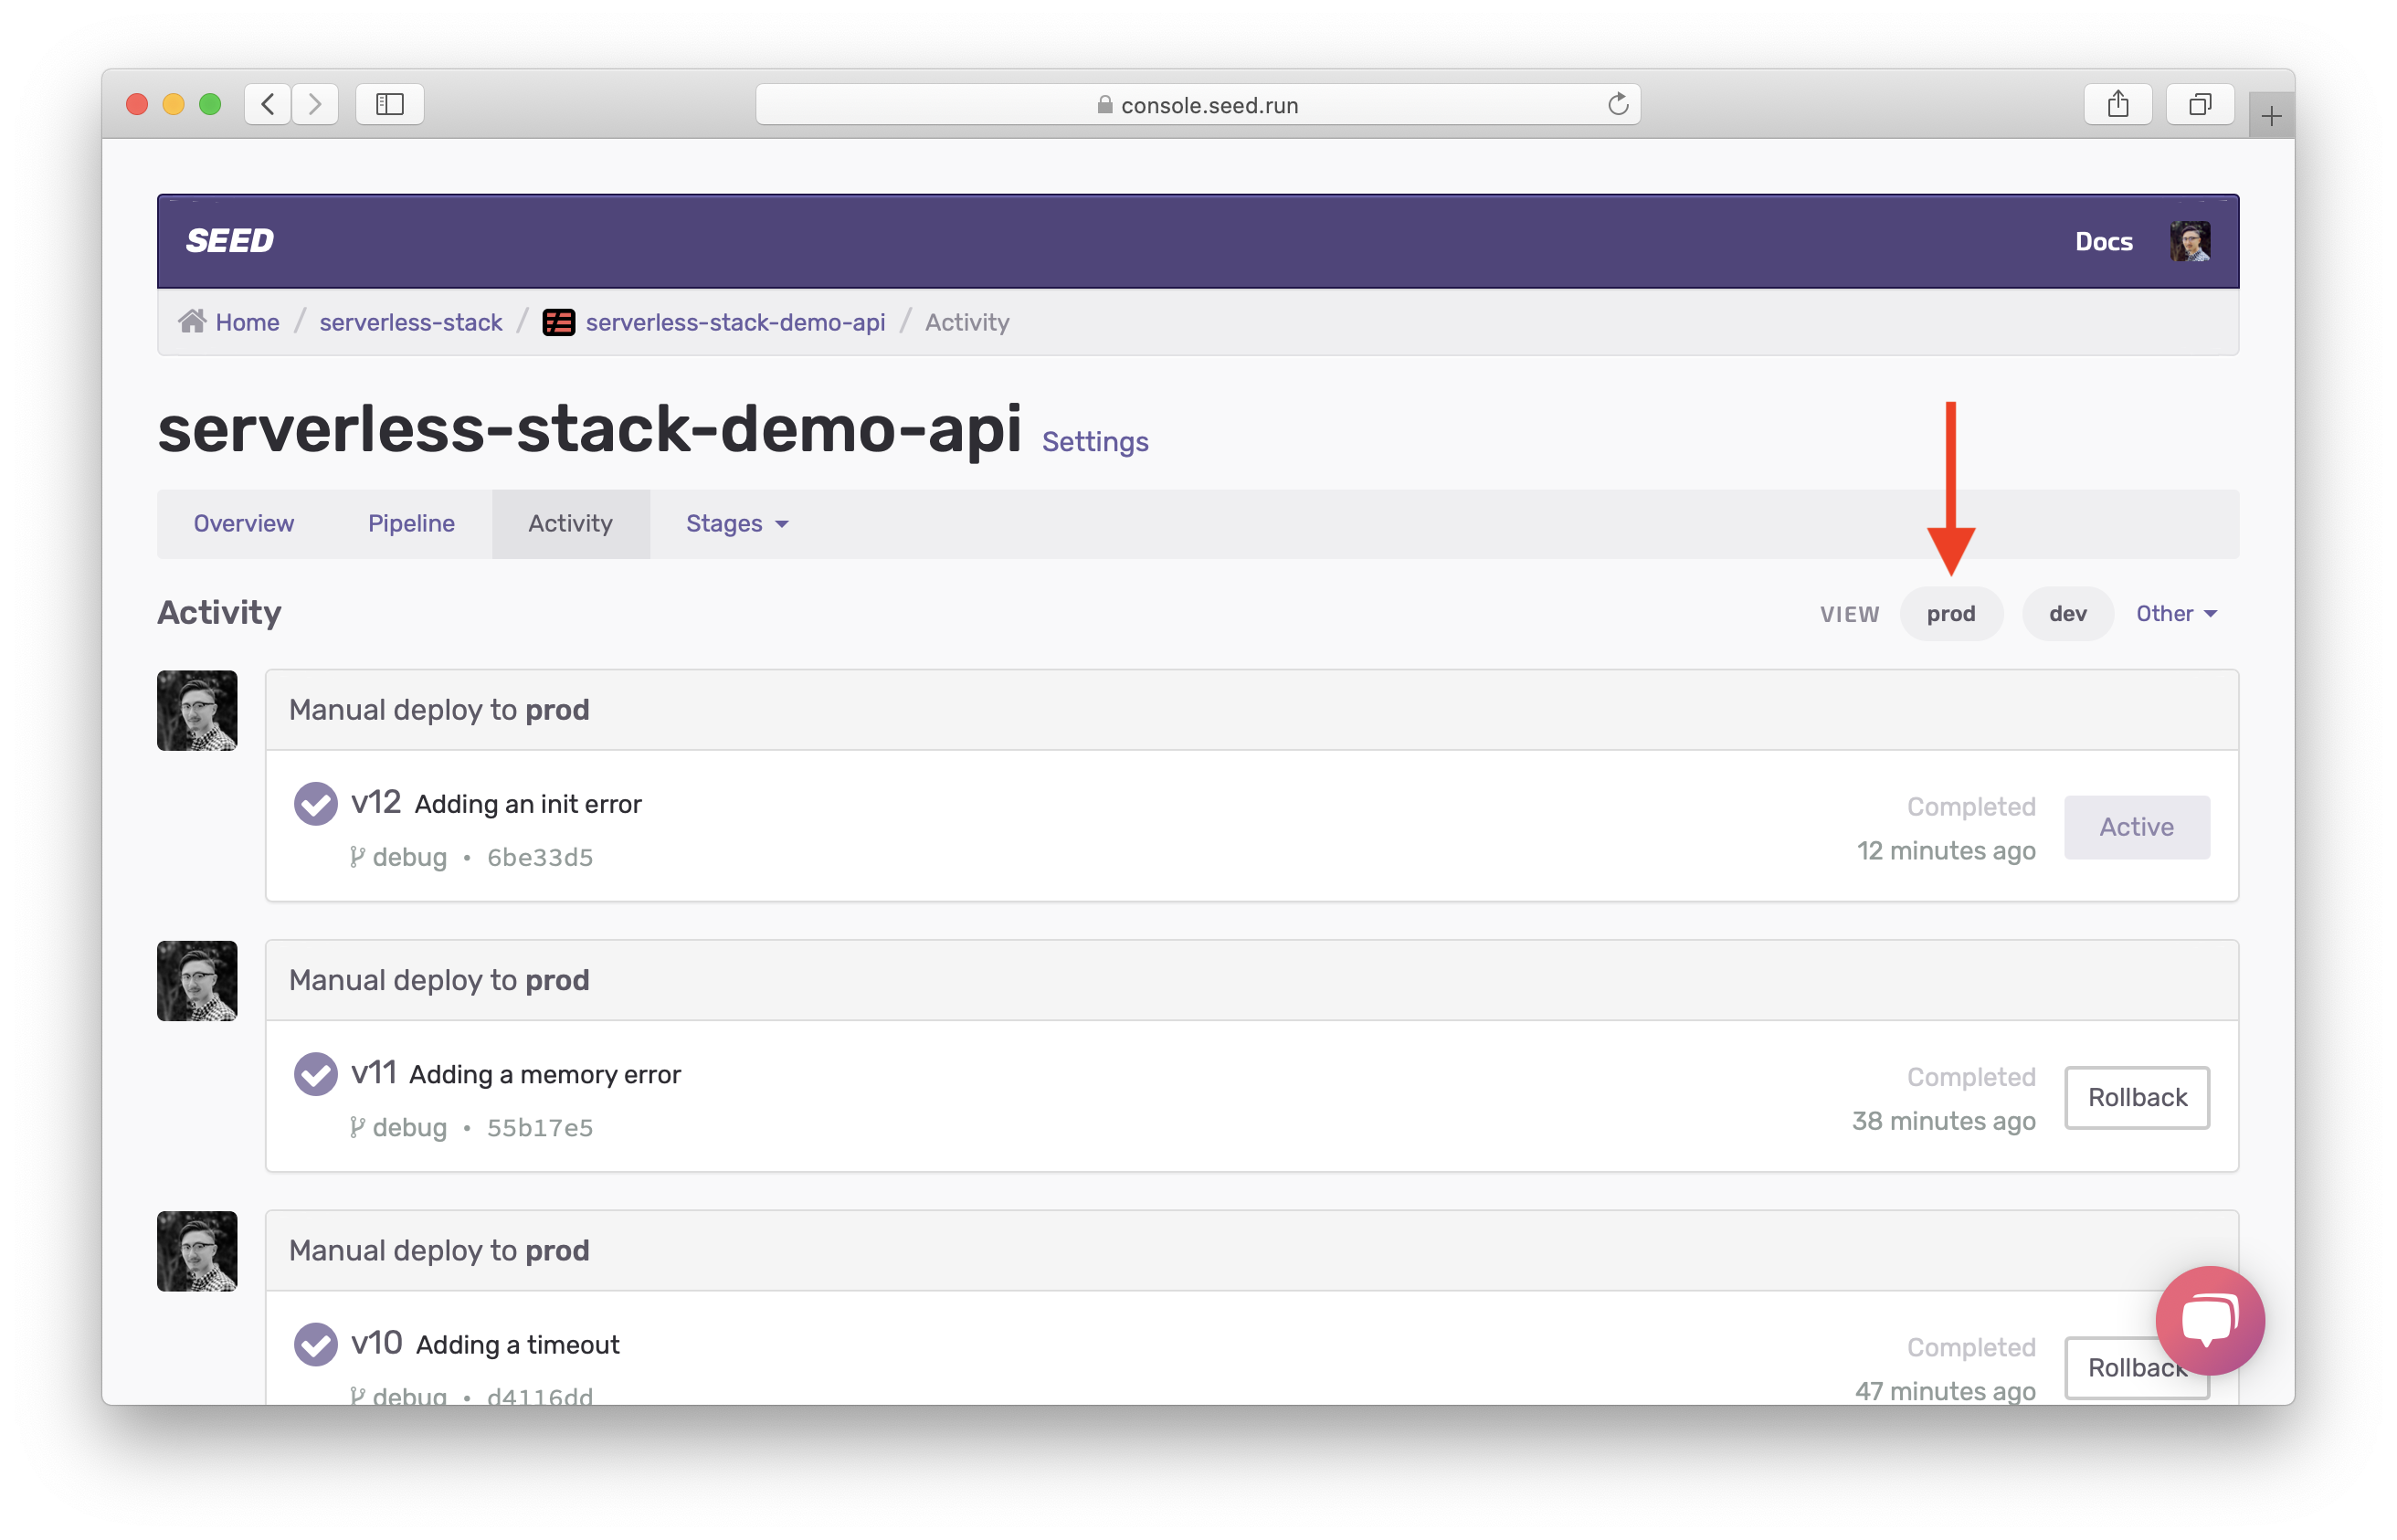 console.seed.run
SEED
Docs
Home / serverless-stack / serverless-stack-demo-api / Activity
serverless-stack-demo-api Settings
Overview Pipeline Activity Stages
Activity
VIEW prod dev Other
Manual deploy to prod
v12 Adding an init error
Completed
Active
debug • 6be33d5
12 minutes ago
Manual deploy to prod
v11 Adding a memory error
Completed
Rollback
debug • 55b17e5
38 minutes ago
Manual deploy to prod
v10 Adding a timeout
Completed
Rollback
debug • d4116dd
47 minutes ago